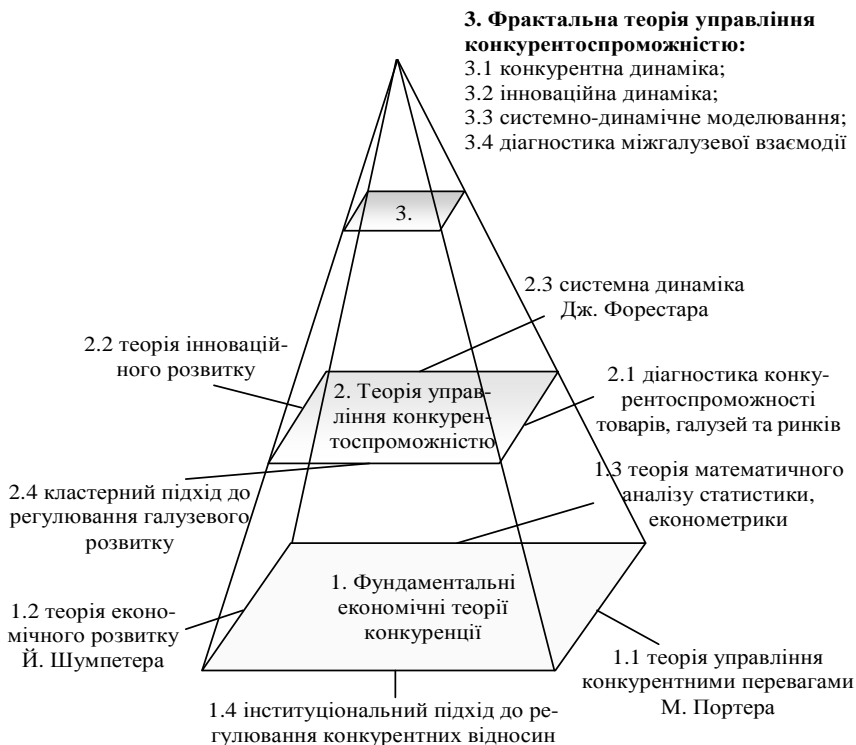 3. Фрактальна теорія управління
конкурентоспроможністю:
3.1 конкурентна динаміка;
3.2 інноваційна динаміка;
3.3 системно-динамічне моделювання;
3.4 діагностика міжгалузевої взаємодії
3.
2.3 системна динаміка
Дж. Форестара
2.2 теорія інновацій-
ного розвитку
2. Теорія управ-
ління конкурен-
тоспроможністю
2.1 діагностика конку-
рентоспроможності
товарів, галузей та ринків
2.4 кластерний підхід до
регулювання галузевого
розвитку
1.3 теорія математичного
аналізу статистики,
економетрики
1. Фундаментальні
економічні теорії
конкуренції
1.2 теорія еконо-
мічного розвитку
Й. Шумпетера
1.1 теорія управління
конкурентними перевагами
М. Портера
1.4 інституціональний підхід до ре-
гулювання конкурентних відносин